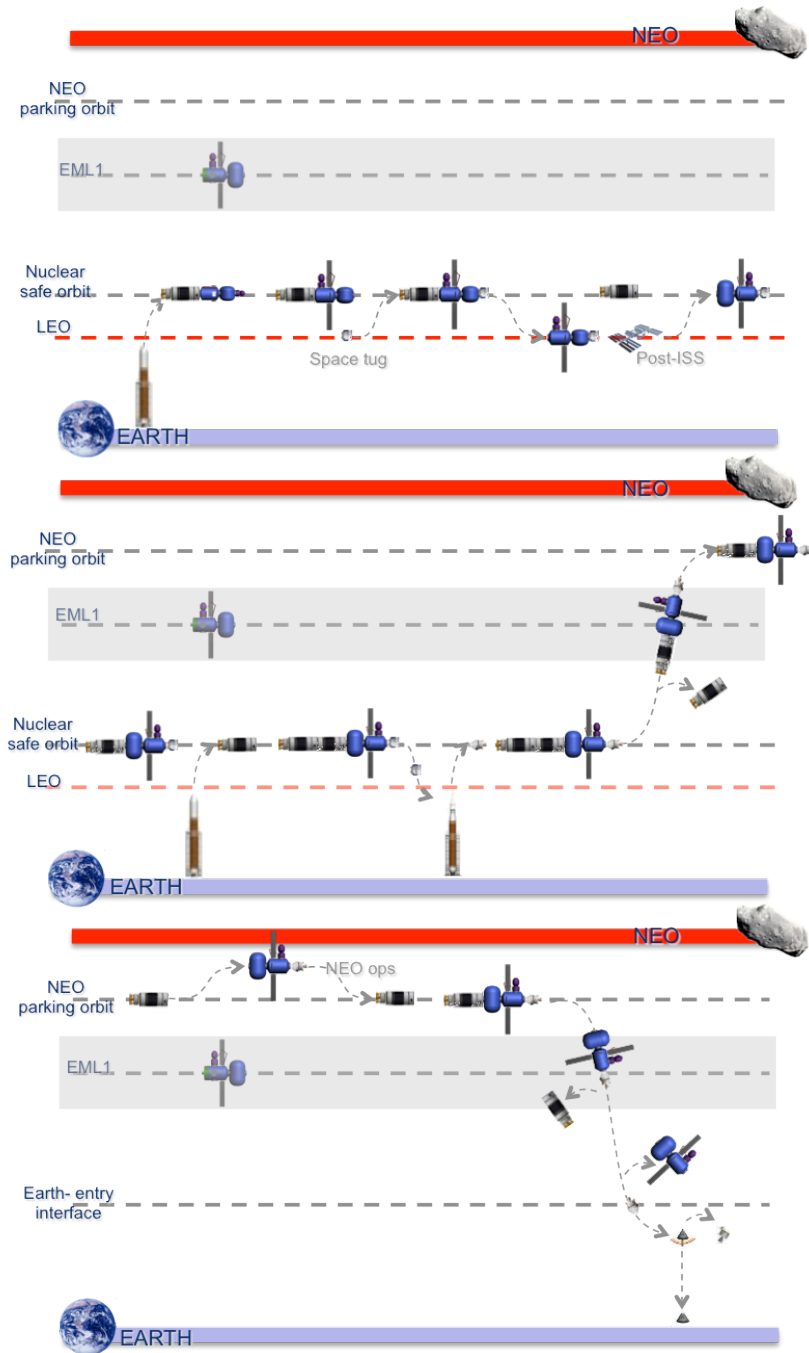 NEO
NEO
parking orbit
EML1
Nuclear
safe orbit
LEO
Space tug
Post-ISS
EARTH
NEO
NEO
parking orbit
EML1
Nuclear
safe orbit
LEO
EARTH
NEO
NEO ops
NEO
parking orbit
EML1
Earth- entry
interface
EARTH